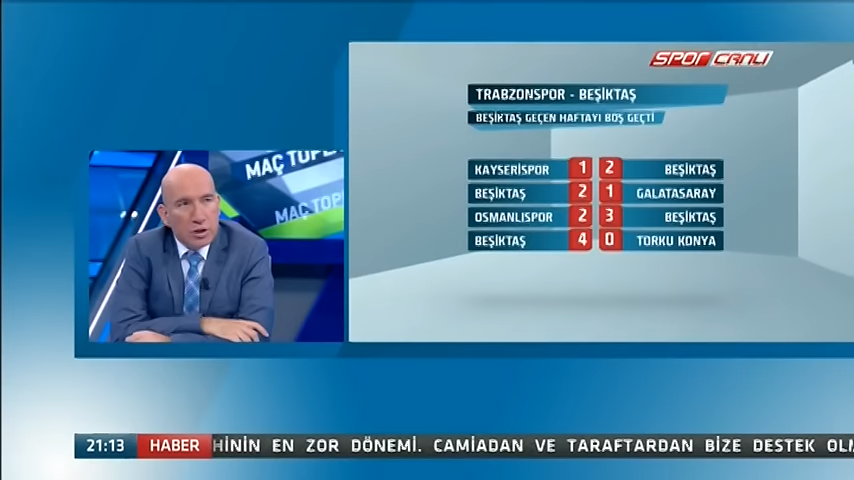 SPOR CANLI
TRABZONSPOR - BEŞİKTAŞ
BEŞİKTAŞ GEÇEN HAFTAYI BOŞ GEÇTİ
KAYSERİSPOR 1 2 BEŞİKTAŞ
BEŞİKTAŞ 2 1 GALATASARAY
OSMANLISPOR 2 3 BEŞİKTAŞ
BEŞİKTAŞ 4 0 TORKU KONYA
MAÇ
MAÇ
21:13 HABER HİNİN EN ZOR DÖNEMİ. CAMİADAN VE TARAFTARDAN BİZE DESTEK